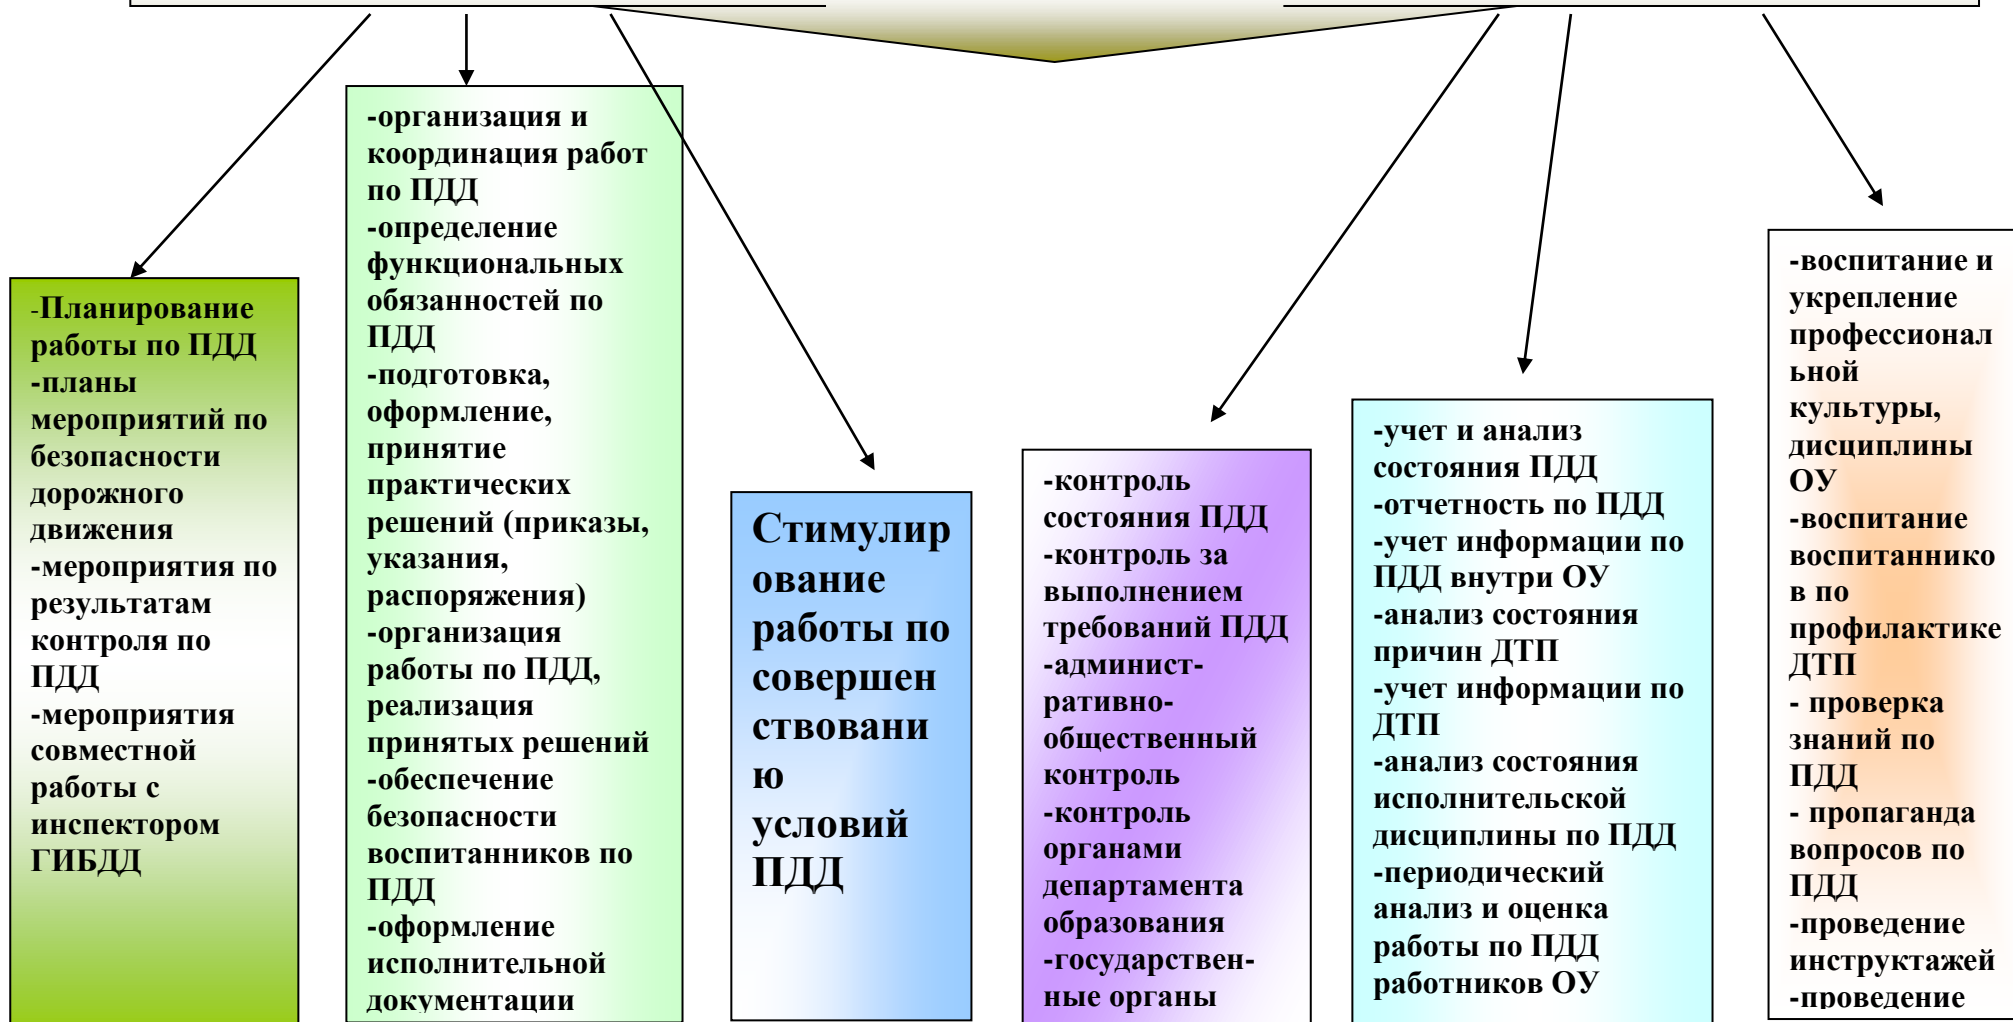 -Планирование
работы по ПДД
-планы
мероприятий по
безопасности
дорожного
движения
-мероприятия по
результатам
контроля по
ПДД
-мероприятия
совместной
работы с
инспектором
ГИБДД
-организация и
координация работ
по ПДД
-определение
функциональных
обязанностей по
ПДД
-подготовка,
оформление,
принятие
практических
решений (приказы,
указания,
распоряжения)
-организация
работы по ПДД,
реализация
принятых решений
-обеспечение
безопасности
воспитанников по
ПДД
-оформление
исполнительной
документации
Стимулир
ование
работы по
совершен
ствовани
ю
условий
ПДД
-контроль
состояния ПДД
-контроль за
выполнением
требований ПДД
-админист-
ративно-
общественный
контроль
-контроль
органами
департамента
образования
-государствен-
ные органы
-учет и анализ
состояния ПДД
-отчетность по ПДД
-учет информации по
ПДД внутри ОУ
-анализ состояния
причин ДТП
-учет информации по
ДТП
-анализ состояния
исполнительской
дисциплины по ПДД
-периодический
анализ и оценка
работы по ПДД
работников ОУ
-воспитание и
укрепление
профессионал
ьной
культуры,
дисциплины
ОУ
-воспитание
воспитаннико
в по
профилактике
ДТП
- проверка
знаний по
ПДД
- пропаганда
вопросов по
ПДД
-проведение
инструктажей
-проведение